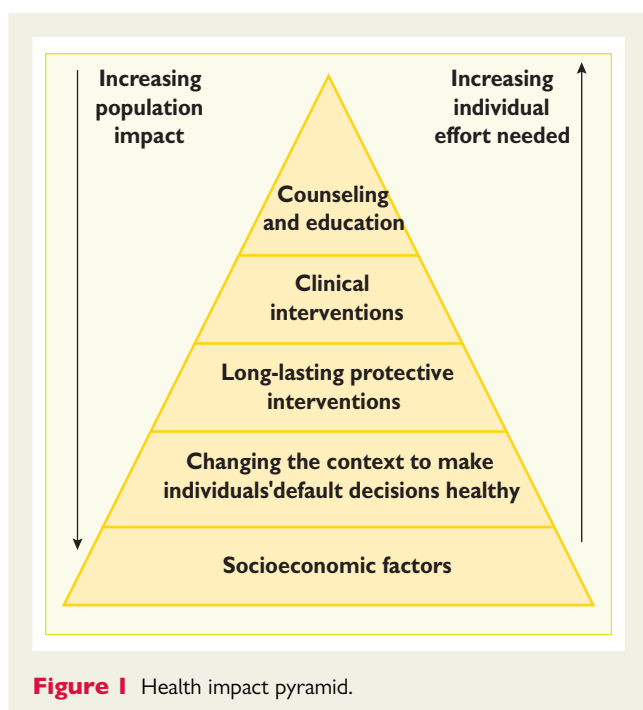 Increasing
population
impact
Increasing
individual
effort needed
Counseling
and education
Clinical
interventions
Long-lasting protective
interventions
Changing the context to make
individuals'default decisions healthy
Socioeconomic factors
Figure 1 Health impact pyramid.